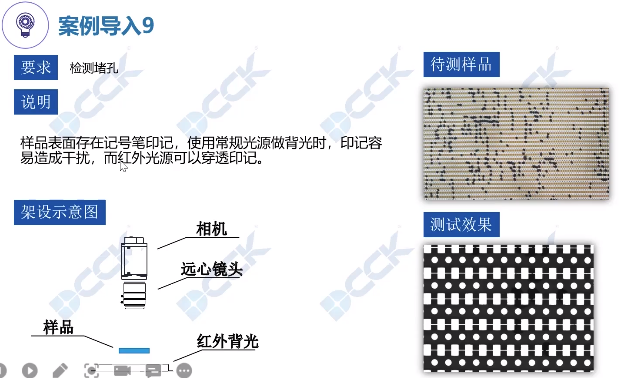 案例导入9
要求
检测堵孔
说明
样品表面存在记号笔印记，使用常规光源做背光时，印记容
易造成干扰，而红外光源可以穿透印记。
架设示意图
相机
远心镜头
样品
红外背光
待测样品
测试效果
DCCK
DCCK
DCCK
DCCK
DCCK
DCCK